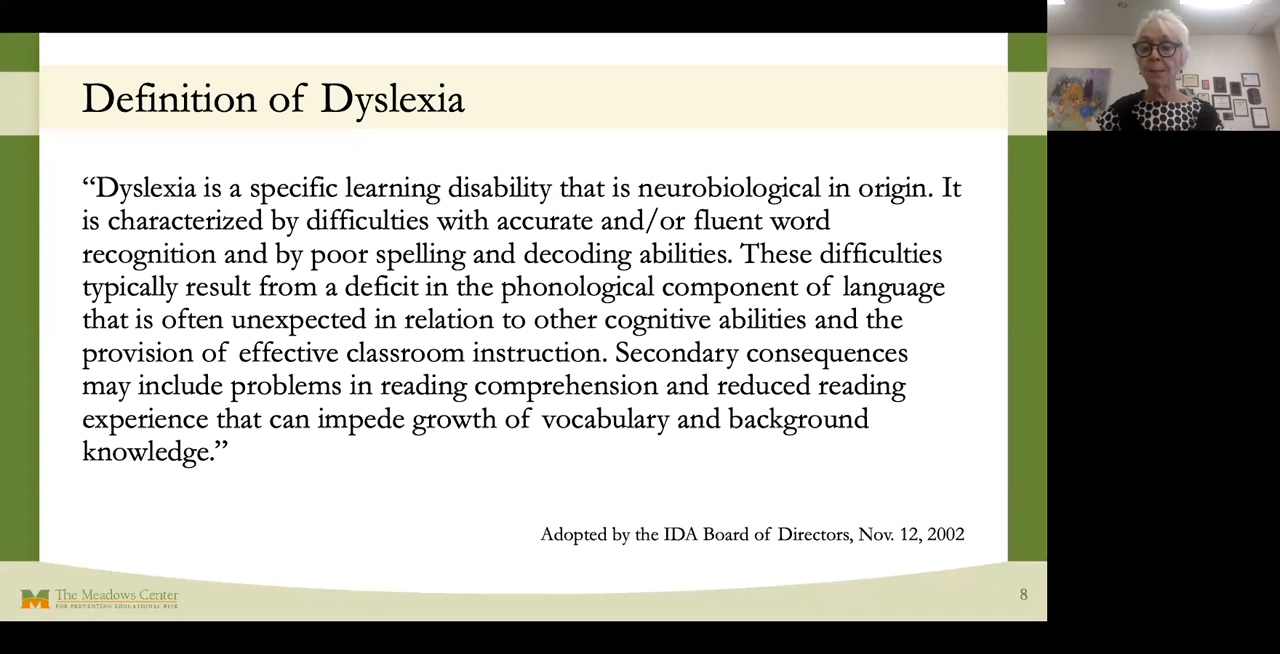 Definition of Dyslexia
“Dyslexia is a specific learning disability that is neurobiological in origin. It
is characterized by difficulties with accurate and/or fluent word
recognition and by poor spelling and decoding abilities. These difficulties
typically result from a deficit in the phonological component of language
that is often unexpected in relation to other cognitive abilities and the
provision of effective classroom instruction. Secondary consequences
may include problems in reading comprehension and reduced reading
experience that can impede growth of vocabulary and background
knowledge.”
Adopted by the IDA Board of Directors, Nov. 12, 2002
The Meadows Center
FOR PREVENTING EDUCATIONAL RISK
8